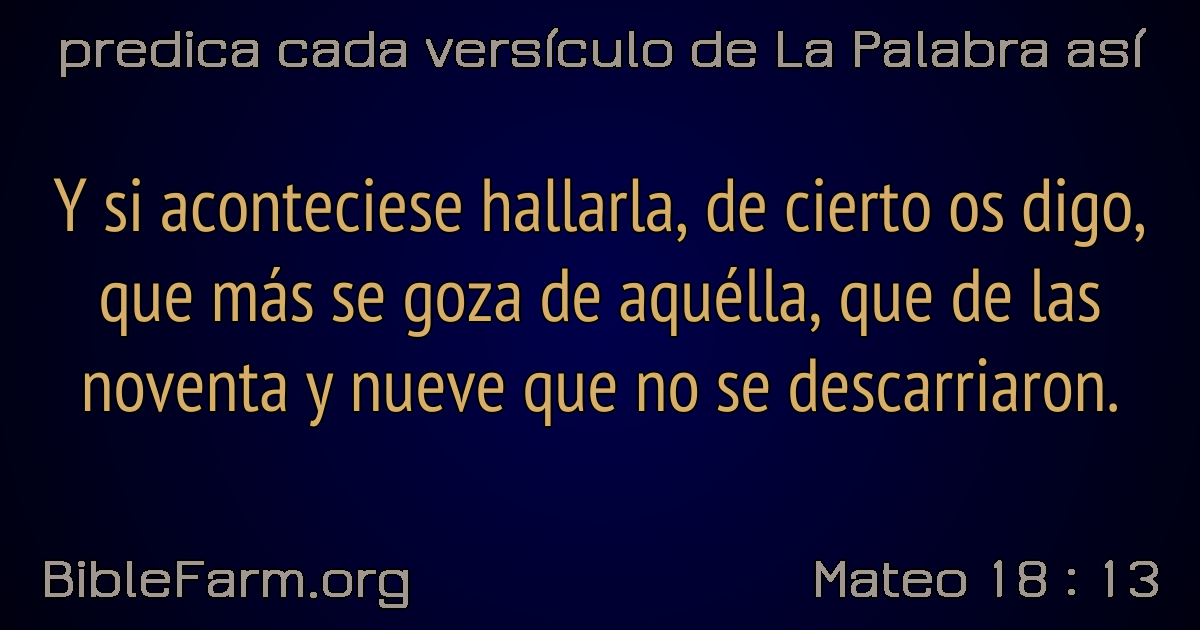 predica cada versículo de La Palabra así
Y si aconteciese hallarla, de cierto os digo,
que más se goza de aquélla, que de las
noventa y nueve que no se descarriaron.
BibleFarm.org
Mateo 18 : 13